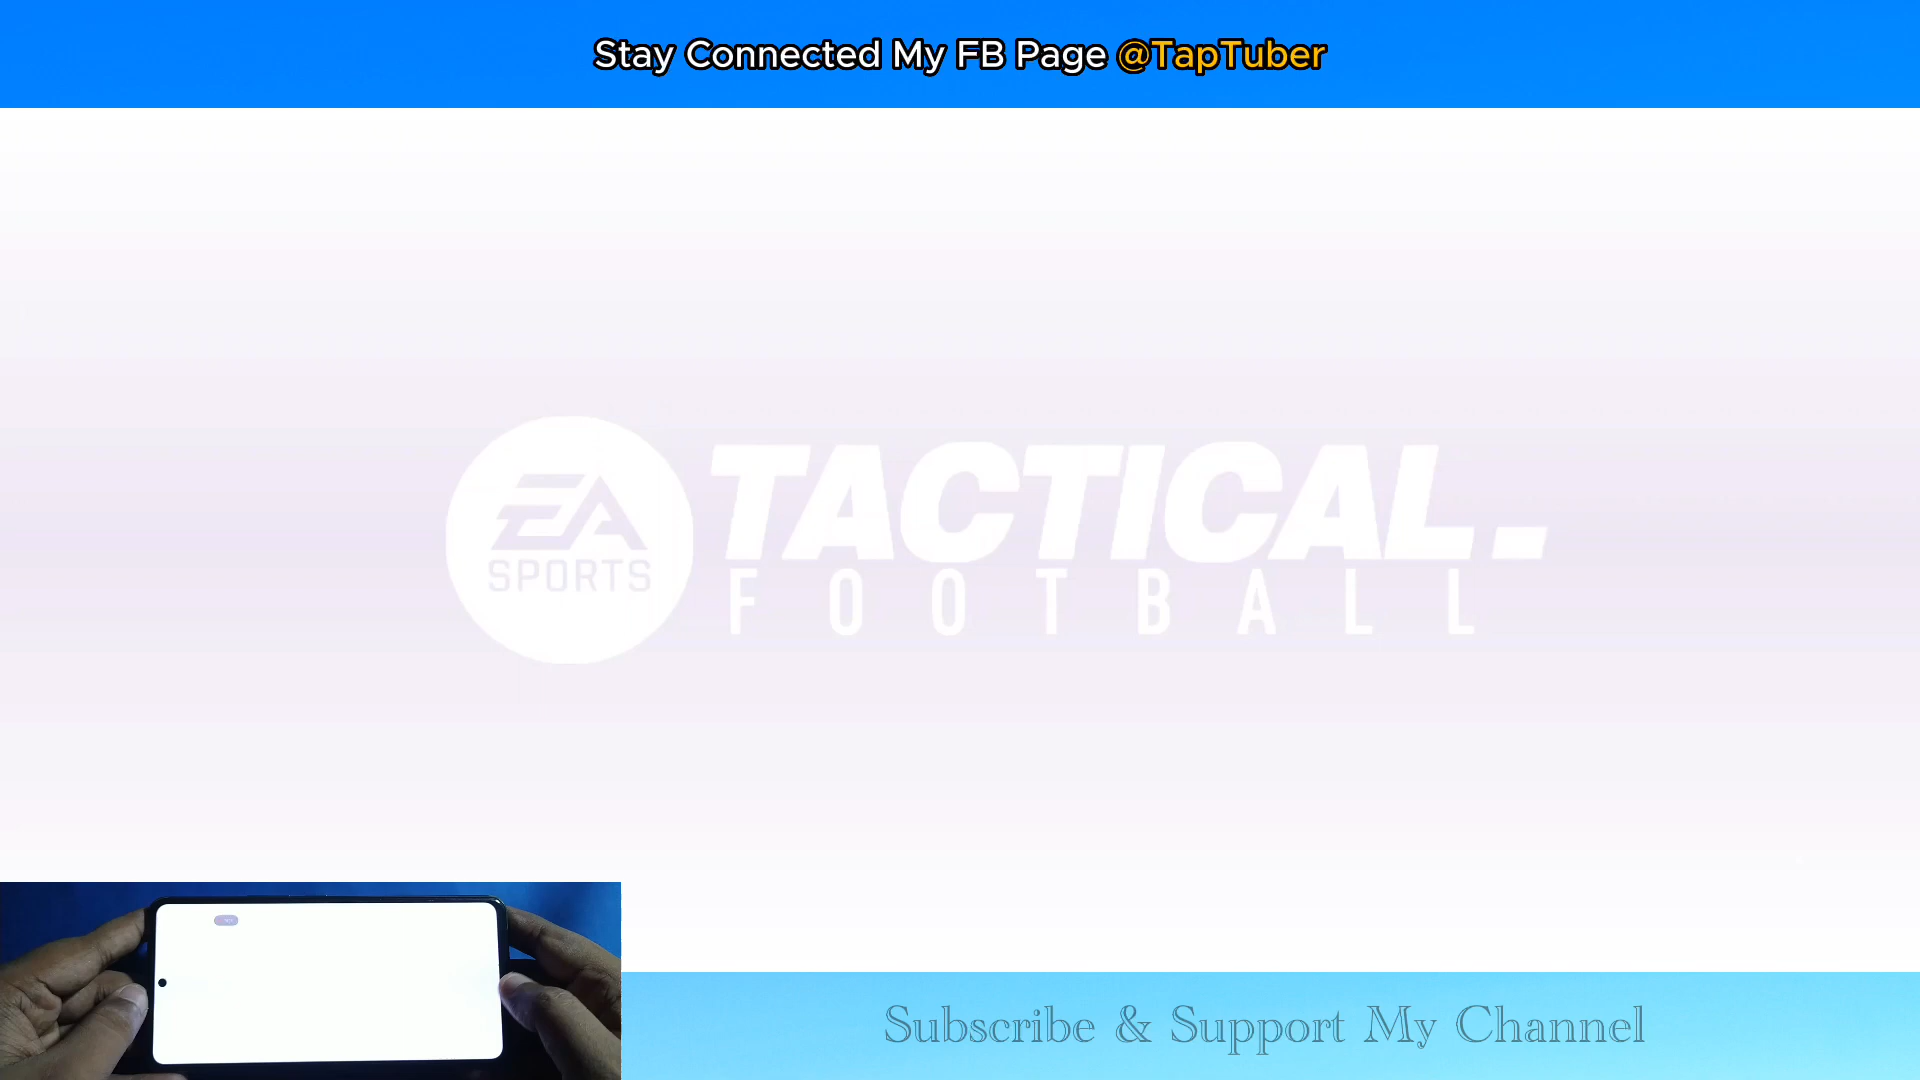 Stay Connected My FB Page @TapTuber
EA
SPORTS
TACTICAL.
FOOTBALL
Subscribe & Support My Channel